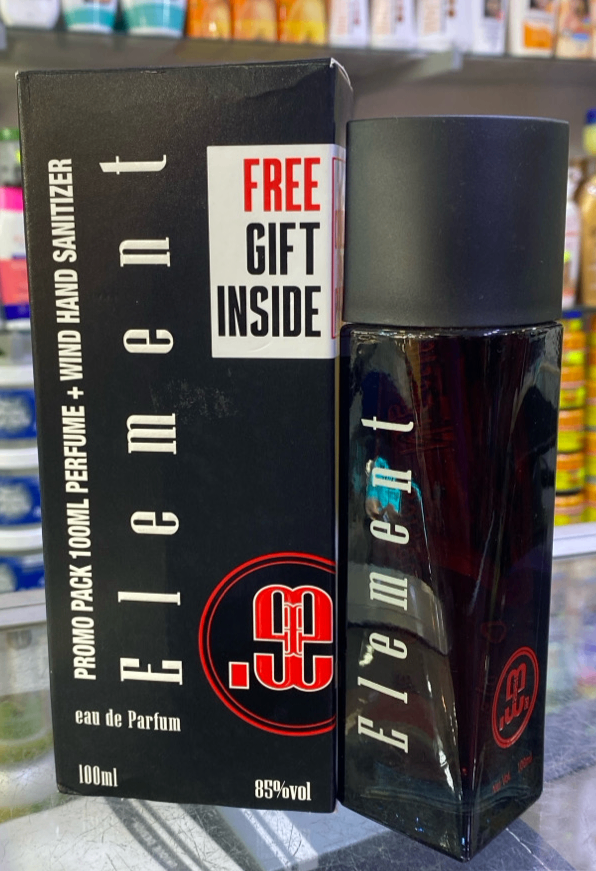 PROMO PACK 100ML PERFUME + WIND HAND SANITIZER
Element
FREE
GIFT
INSIDE
eau de Parfum
100ml
85%vol
Element